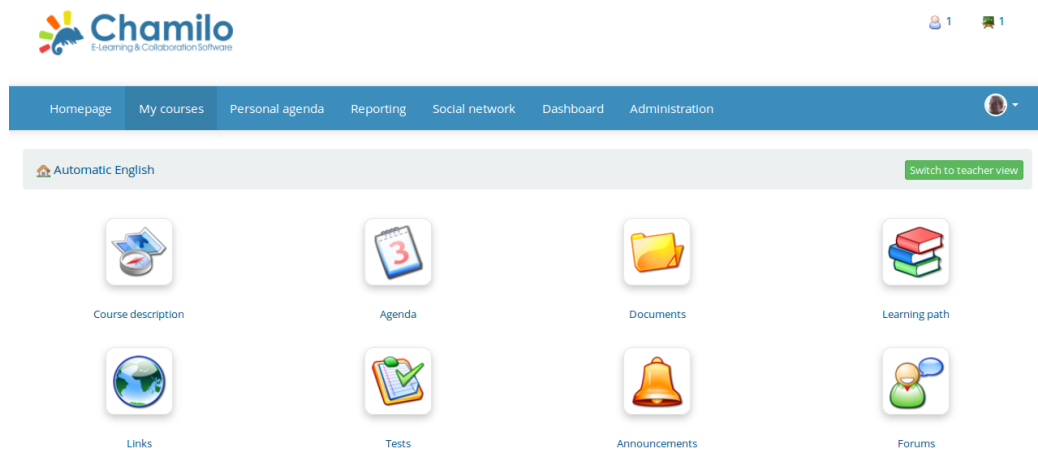 Chamilo
E-Learning & Collaboration Software
1 1
Homepage My courses Personal agenda Reporting Social network Dashboard Administration
Automatic English Switch to teacher view
3
Course description Agenda Documents Learning path
Links Tests Announcements Forums